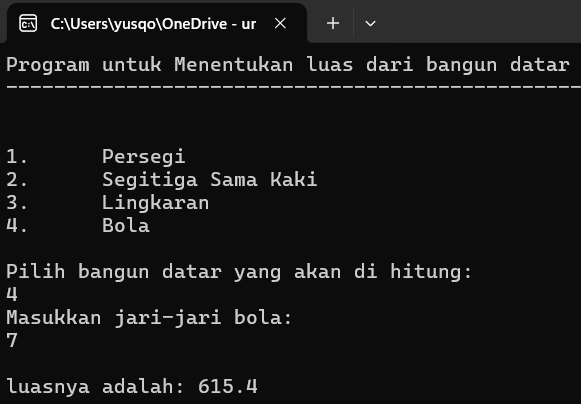 C:\Users\yusqo\OneDrive - ur
Program untuk Menentukan luas dari bangun datar
------------------------------------------------
1. Persegi
2. Segitiga Sama Kaki
3. Lingkaran
4. Bola
Pilih bangun datar yang akan di hitung:
4
Masukkan jari-jari bola:
7
luasnya adalah: 615.4